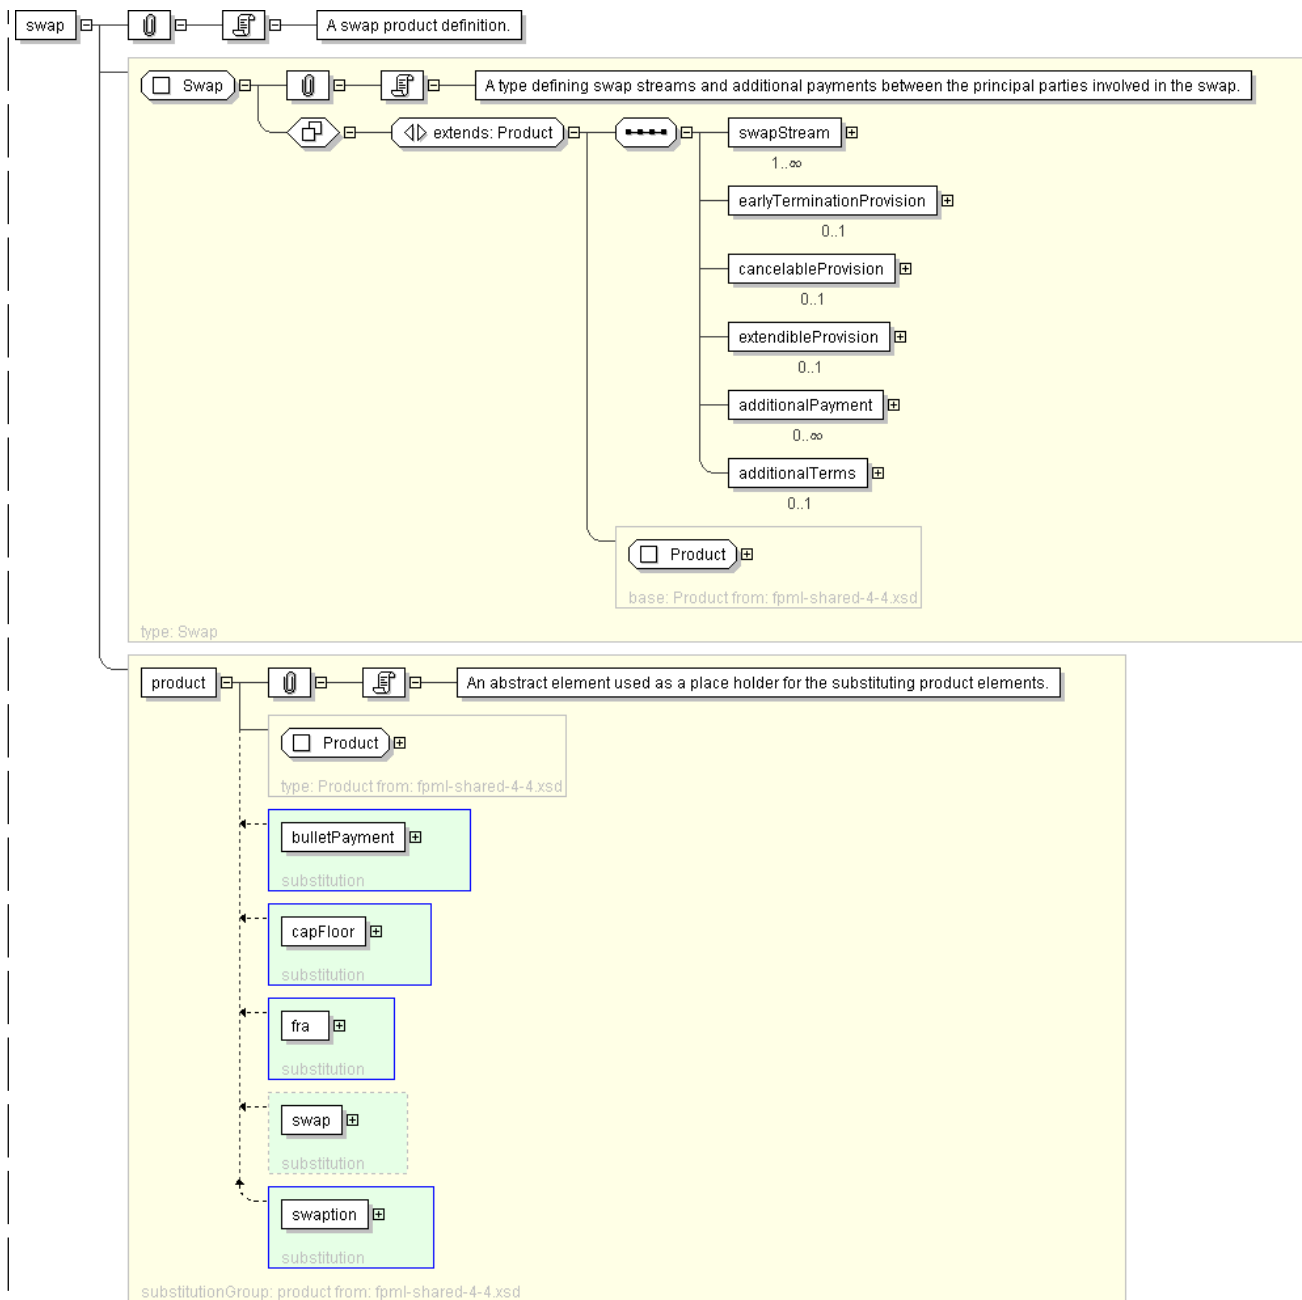 swap
A swap product definition.
Swap
A type defining swap streams and additional payments between the principal parties involved in the swap.
extends: Product
swapStream
1..∞
earlyTerminationProvision
0..1
cancelableProvision
0..1
extendibleProvision
0..1
additionalPayment
0..∞
additionalTerms
0..1
Product
base: Product from: fpml-shared-4-4.xsd
type: Swap
product
An abstract element used as a place holder for the substituting product elements.
Product
type: Product from: fpml-shared-4-4.xsd
bulletPayment
substitution
capFloor
substitution
fra
substitution
swap
substitution
swaption
substitution
substitutionGroup: product from: fpml-shared-4-4.xsd